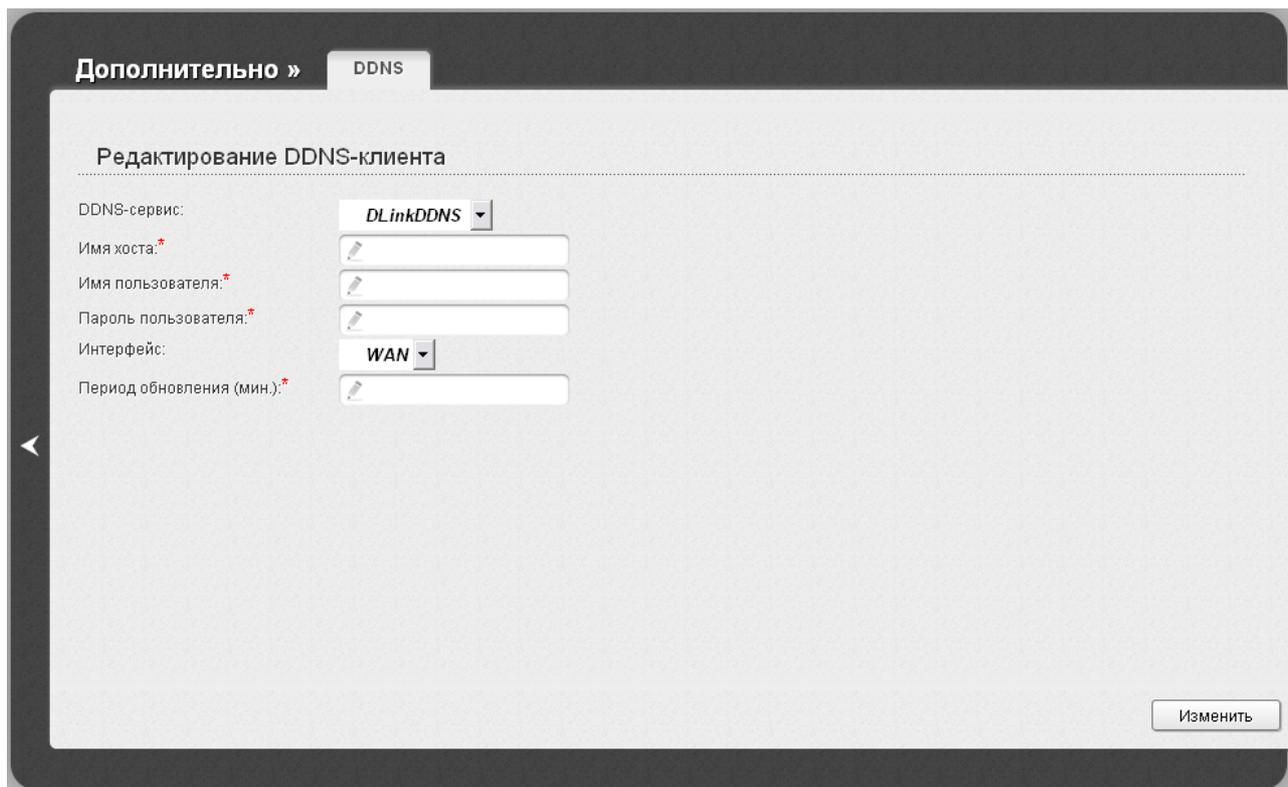 Дополнительно » DDNS
Редактирование DDNS-клиента
DDNS-сервис: DLinkDDNS
Имя хоста:*
Имя пользователя:*
Пароль пользователя:*
Интерфейс: WAN
Период обновления (мин.):*
Изменить